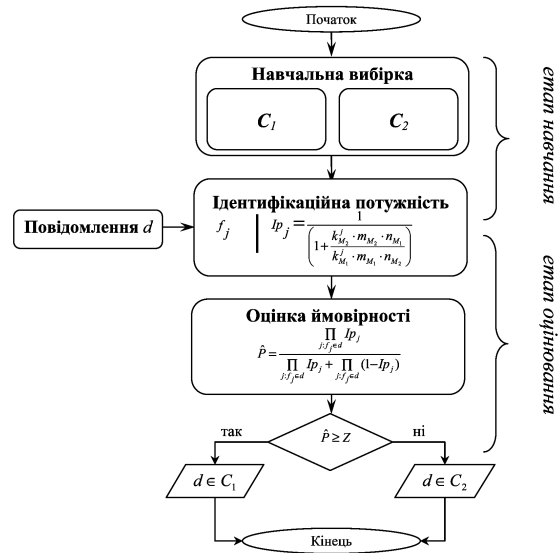 Початок
Навчальна вибірка
C₁ C₂
етап навчання
Ідентифікаційна потужність
Повідомлення d
f_j | Ip_j = 1 / (1 + (k^j_{M₂} · m_{M₂} · n_{M₁}) / (k^j_{M₁} · m_{M₁} · n_{M₂}))
етап оцінювання
Оцінка ймовірності
P̂ = ∏_{j:f_j∈d} Ip_j / (∏_{j:f_j∈d} Ip_j + ∏_{j:f_j∈d} (1−Ip_j))
так
P̂ ≥ Z
ні
d ∈ C₁
d ∈ C₂
Кінець